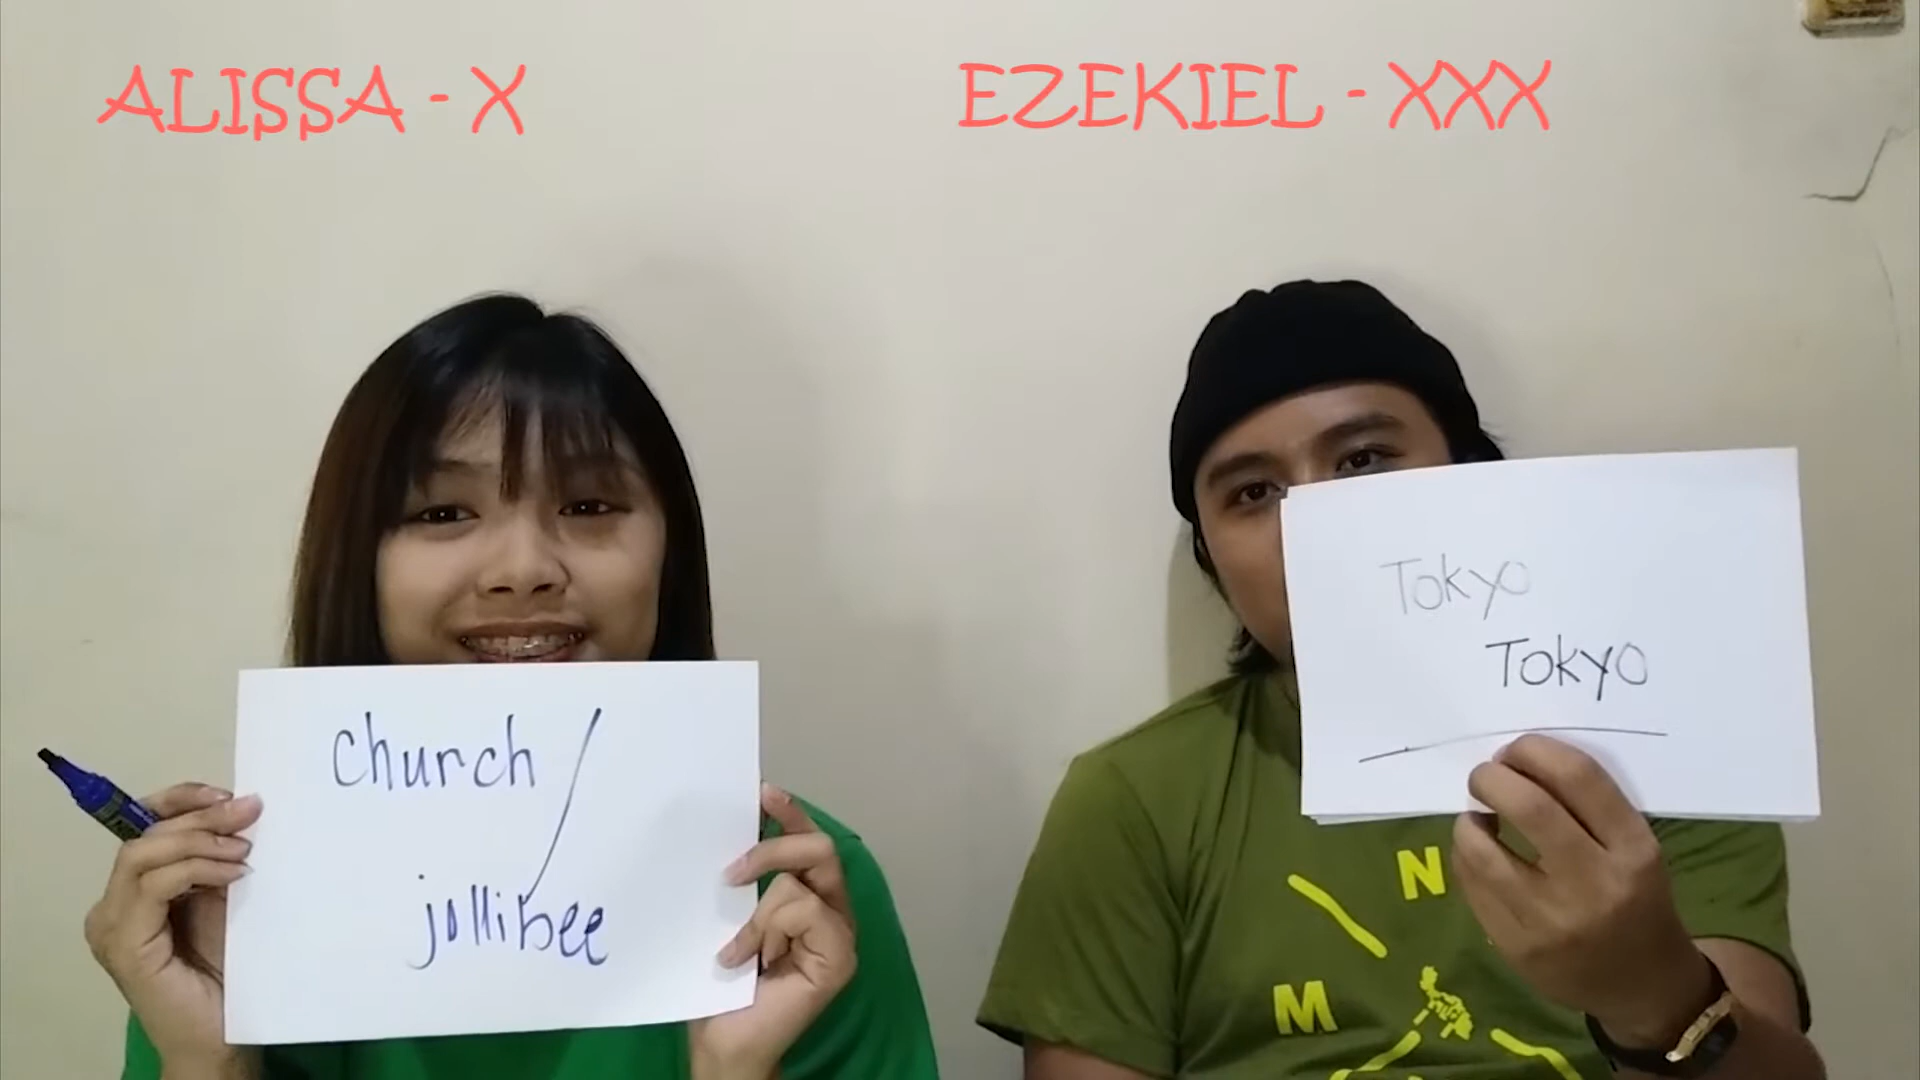 ALISSA - X
EZEKIEL - XXX
church /
jollibee
Tokyo
Tokyo
N
M